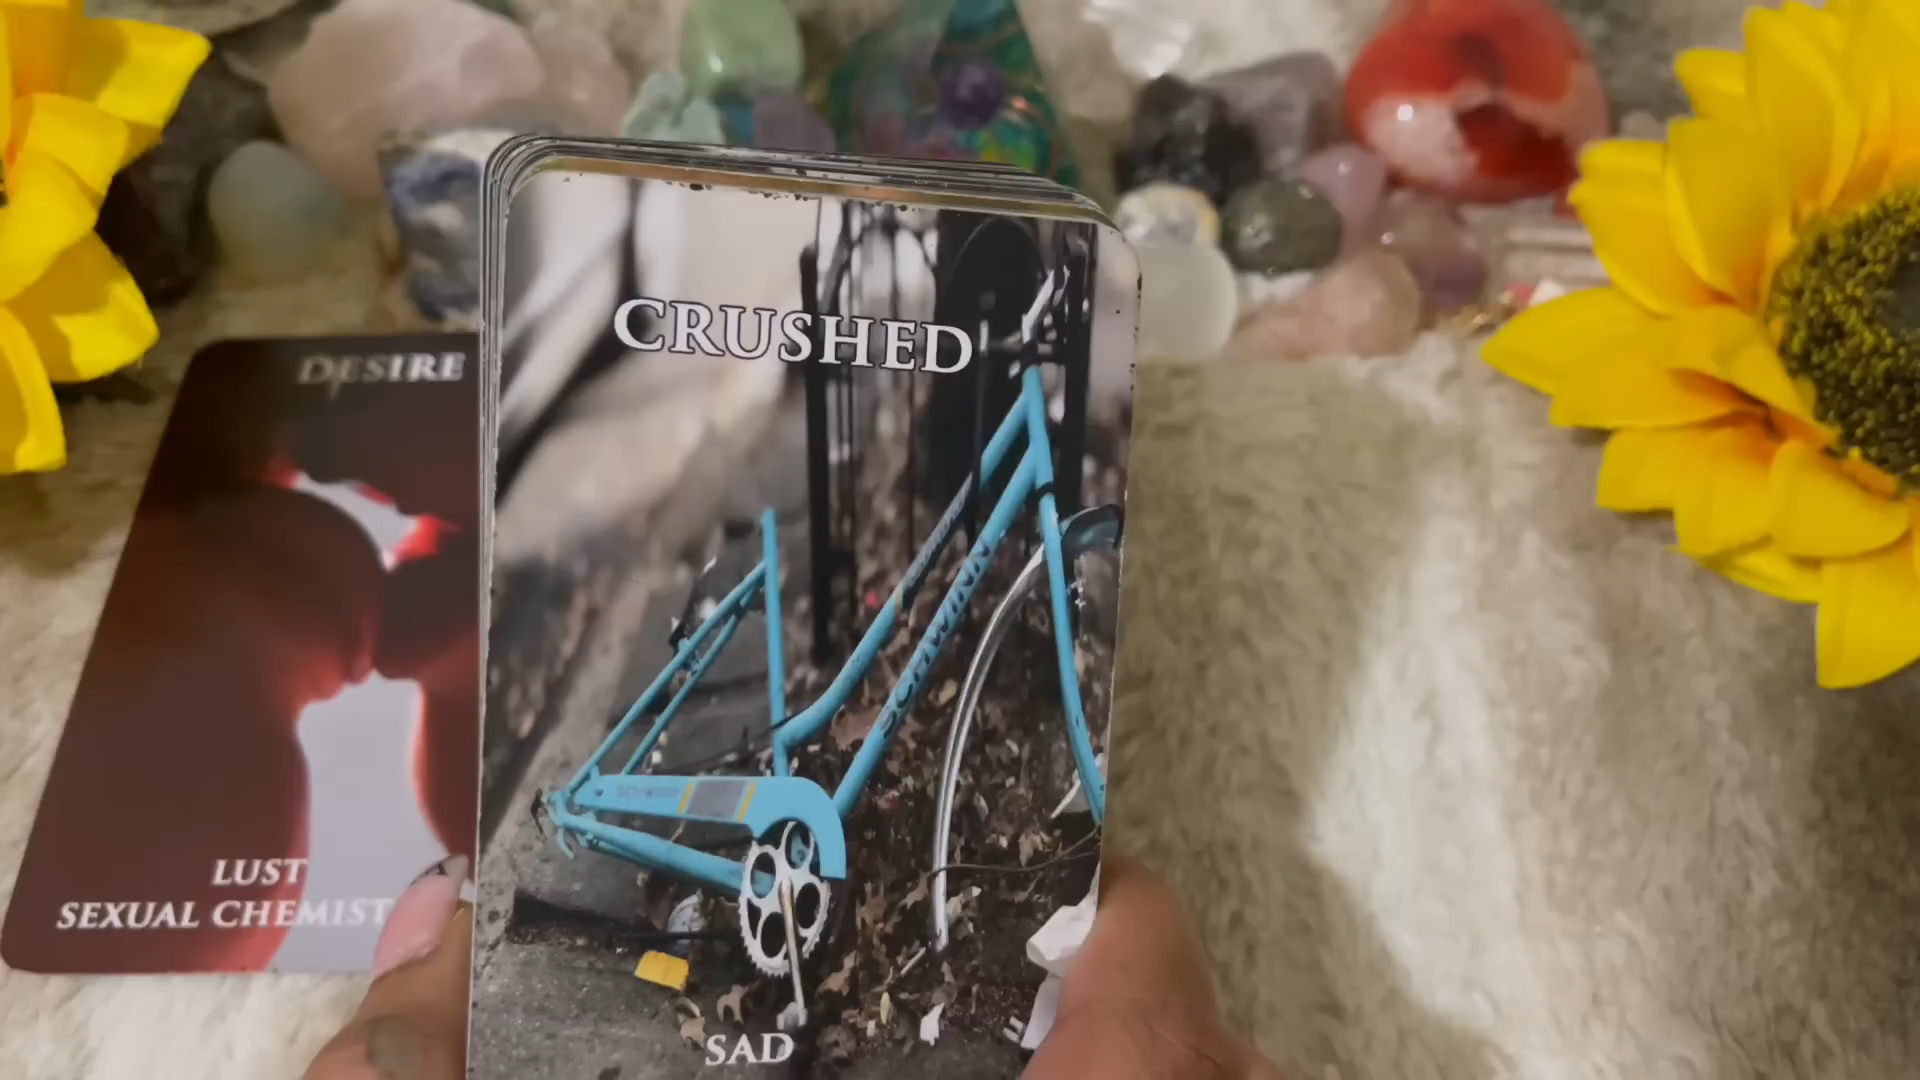 CRUSHED
SCHWINN
SAD
DESIRE
LUST
SEXUAL CHEMIST